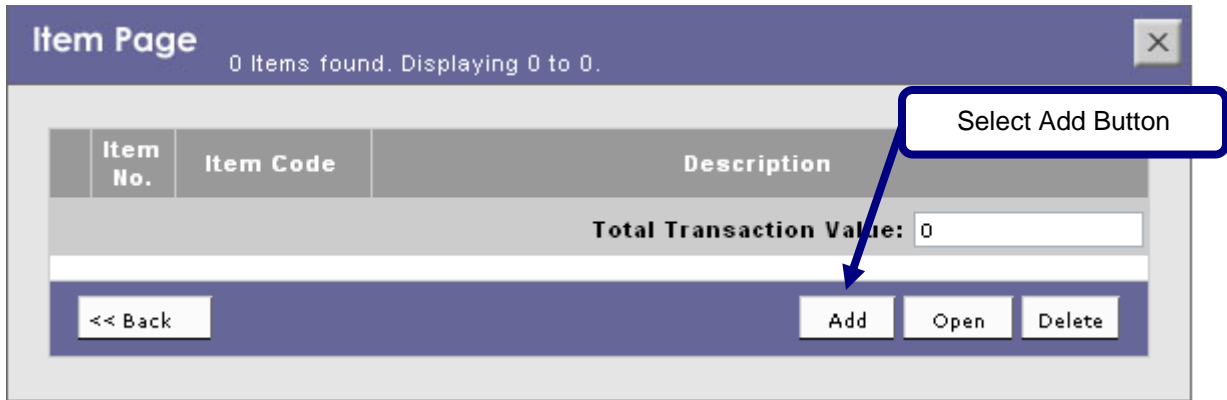 Item Page
0 Items found. Displaying 0 to 0.
Select Add Button
Item No. Item Code Description
Total Transaction Value: 0
<< Back Add Open Delete